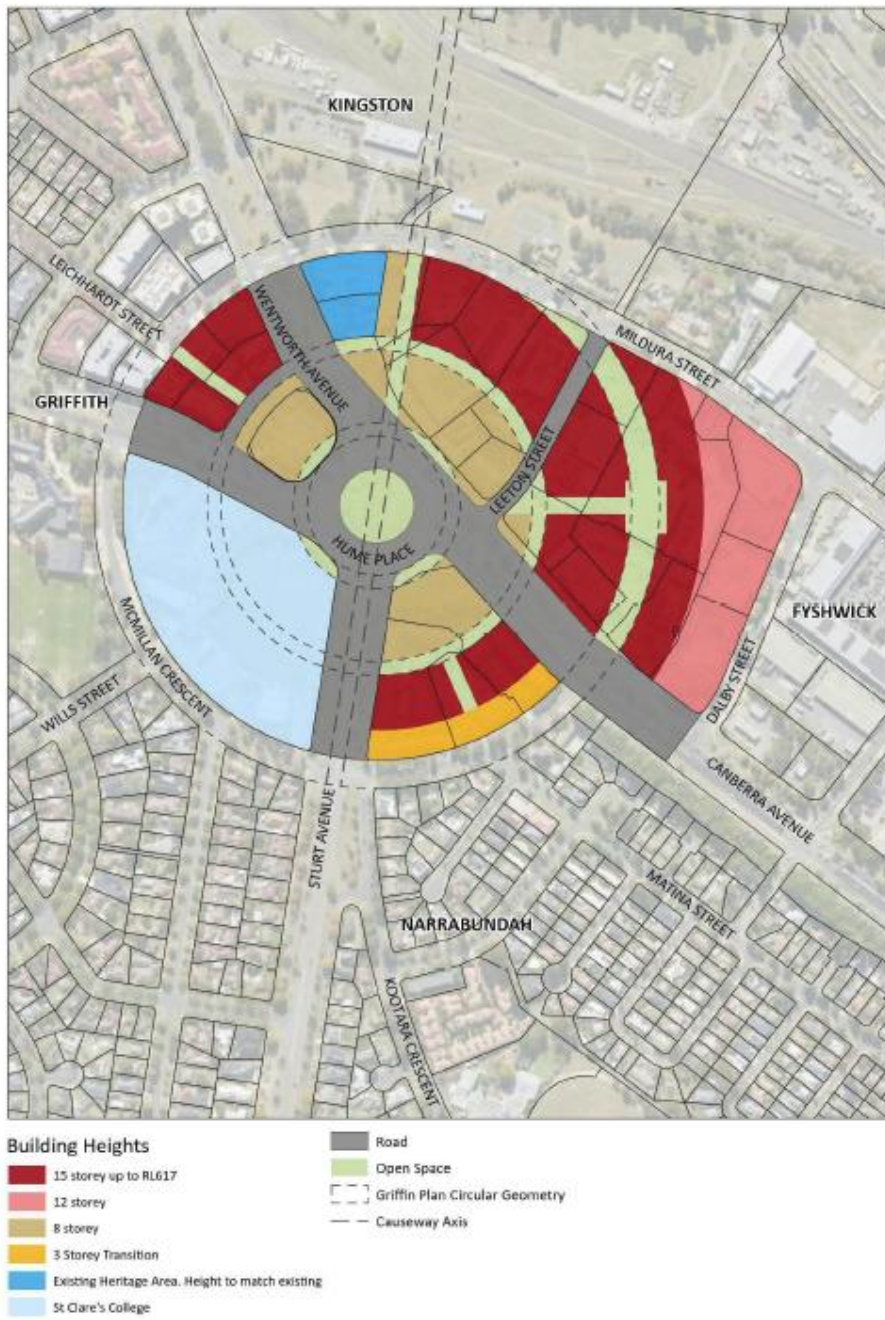 KINGSTON
LEICHHARDT STREET
WENTWORTH AVENUE
MILDURA STREET
GRIFFITH
LEETON STREET
HUME PLACE
FYSHWICK
MCMILLAN CRESCENT
WILLS STREET
DALBY STREET
CANBERRA AVENUE
STURT AVENUE
MATINA STREET
NARRABUNDAH
KOOTARA CRESCENT
Building Heights
15 storey up to RL617
12 storey
8 storey
3 Storey Transition
Existing Heritage Area. Height to match existing
St Clare's College
Road
Open Space
Griffin Plan Circular Geometry
Causeway Axis